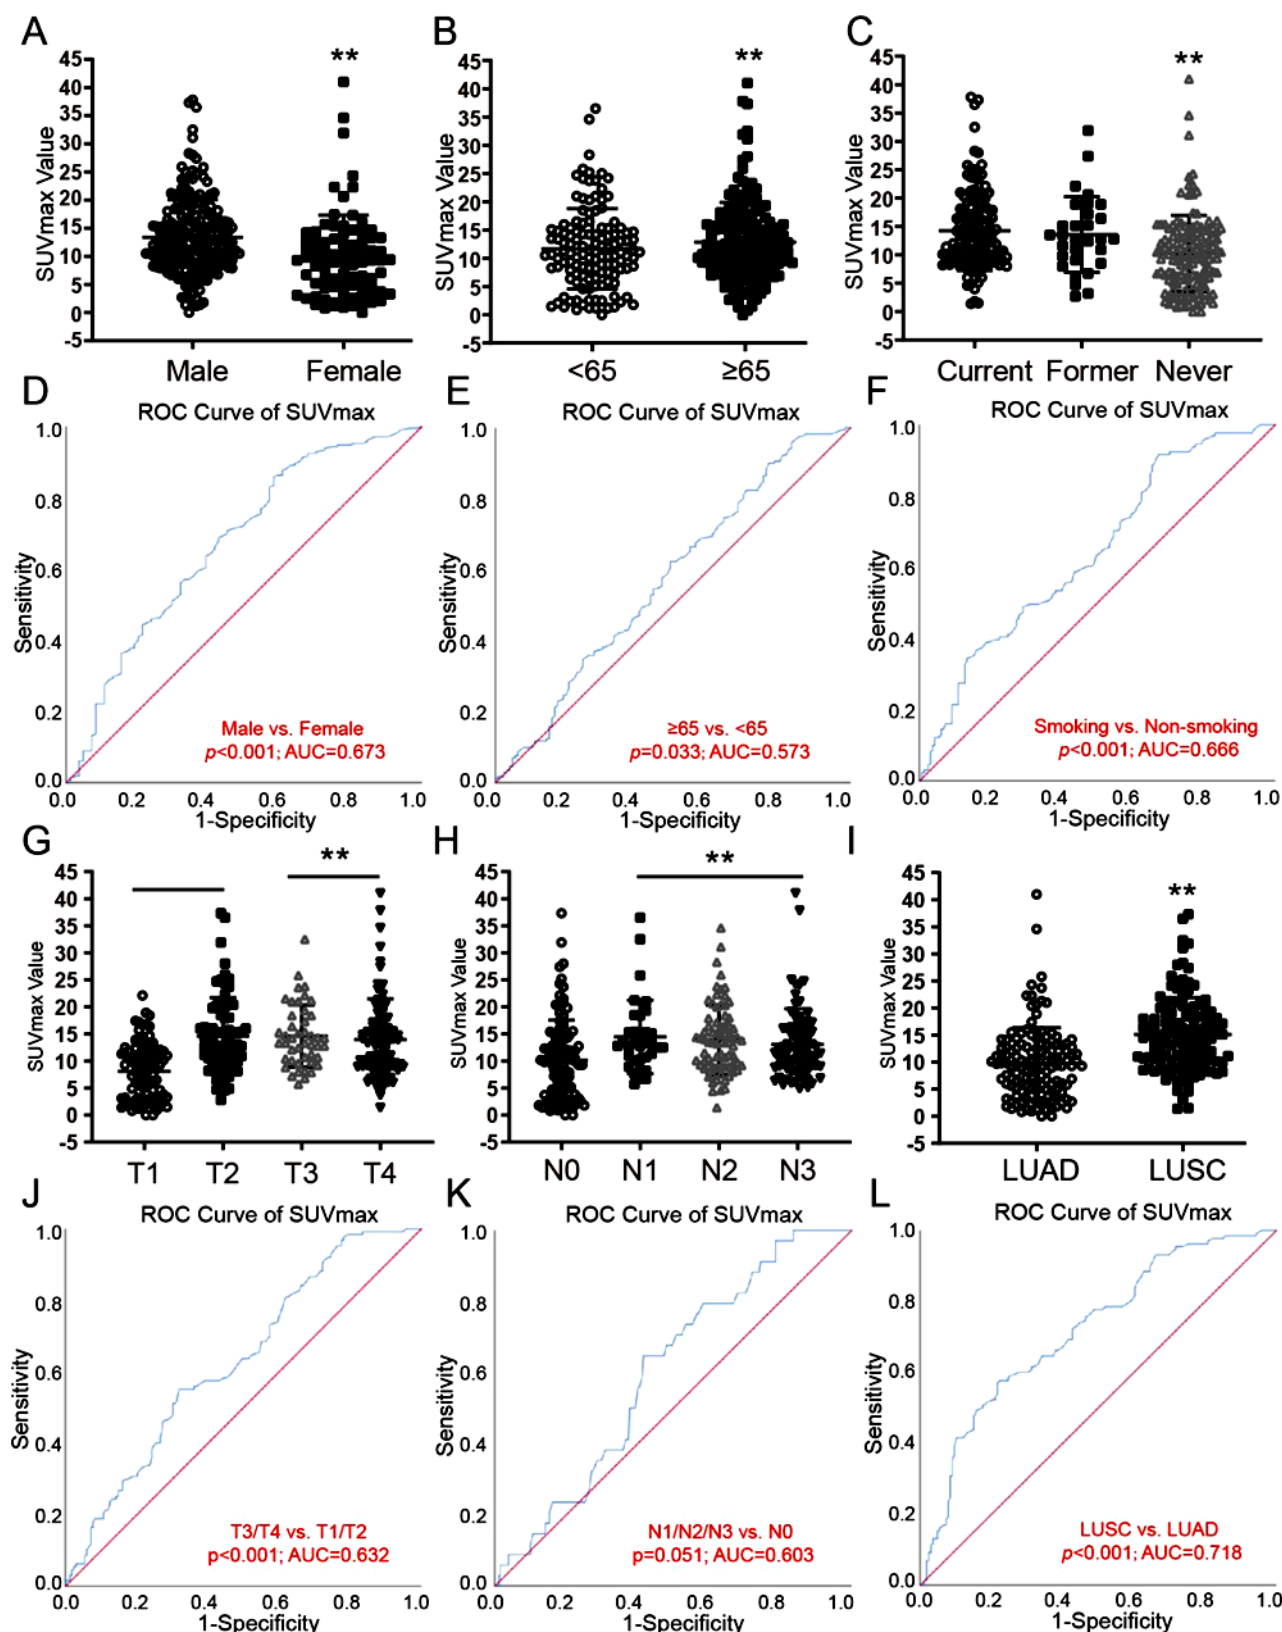 A
**
SUVmax Value
45
40
35
30
25
20
15
10
5
0
-5
Male Female
B
**
SUVmax Value
45
40
35
30
25
20
15
10
5
0
-5
<65 ≥65
C
**
SUVmax Value
45
40
35
30
25
20
15
10
5
0
-5
Current Former Never
D
ROC Curve of SUVmax
Sensitivity
1.0
0.8
0.6
0.4
0.2
0.0
Male vs. Female
p<0.001; AUC=0.673
0.0 0.2 0.4 0.6 0.8 1.0
1-Specificity
E
ROC Curve of SUVmax
Sensitivity
1.0
0.8
0.6
0.4
0.2
0.0
≥65 vs. <65
p=0.033; AUC=0.573
0.0 0.2 0.4 0.6 0.8 1.0
1-Specificity
F
ROC Curve of SUVmax
Sensitivity
1.0
0.8
0.6
0.4
0.2
0.0
Smoking vs. Non-smoking
p<0.001; AUC=0.666
0.0 0.2 0.4 0.6 0.8 1.0
1-Specificity
G
**
SUVmax Value
45
40
35
30
25
20
15
10
5
0
-5
T1 T2 T3 T4
H
**
SUVmax Value
45
40
35
30
25
20
15
10
5
0
-5
N0 N1 N2 N3
I
**
SUVmax Value
45
40
35
30
25
20
15
10
5
0
-5
LUAD LUSC
J
ROC Curve of SUVmax
Sensitivity
1.0
0.8
0.6
0.4
0.2
0.0
T3/T4 vs. T1/T2
p<0.001; AUC=0.632
0.0 0.2 0.4 0.6 0.8 1.0
1-Specificity
K
ROC Curve of SUVmax
Sensitivity
1.0
0.8
0.6
0.4
0.2
0.0
N1/N2/N3 vs. N0
p=0.051; AUC=0.603
0.0 0.2 0.4 0.6 0.8 1.0
1-Specificity
L
ROC Curve of SUVmax
Sensitivity
1.0
0.8
0.6
0.4
0.2
0.0
LUSC vs. LUAD
p<0.001; AUC=0.718
0.0 0.2 0.4 0.6 0.8 1.0
1-Specificity